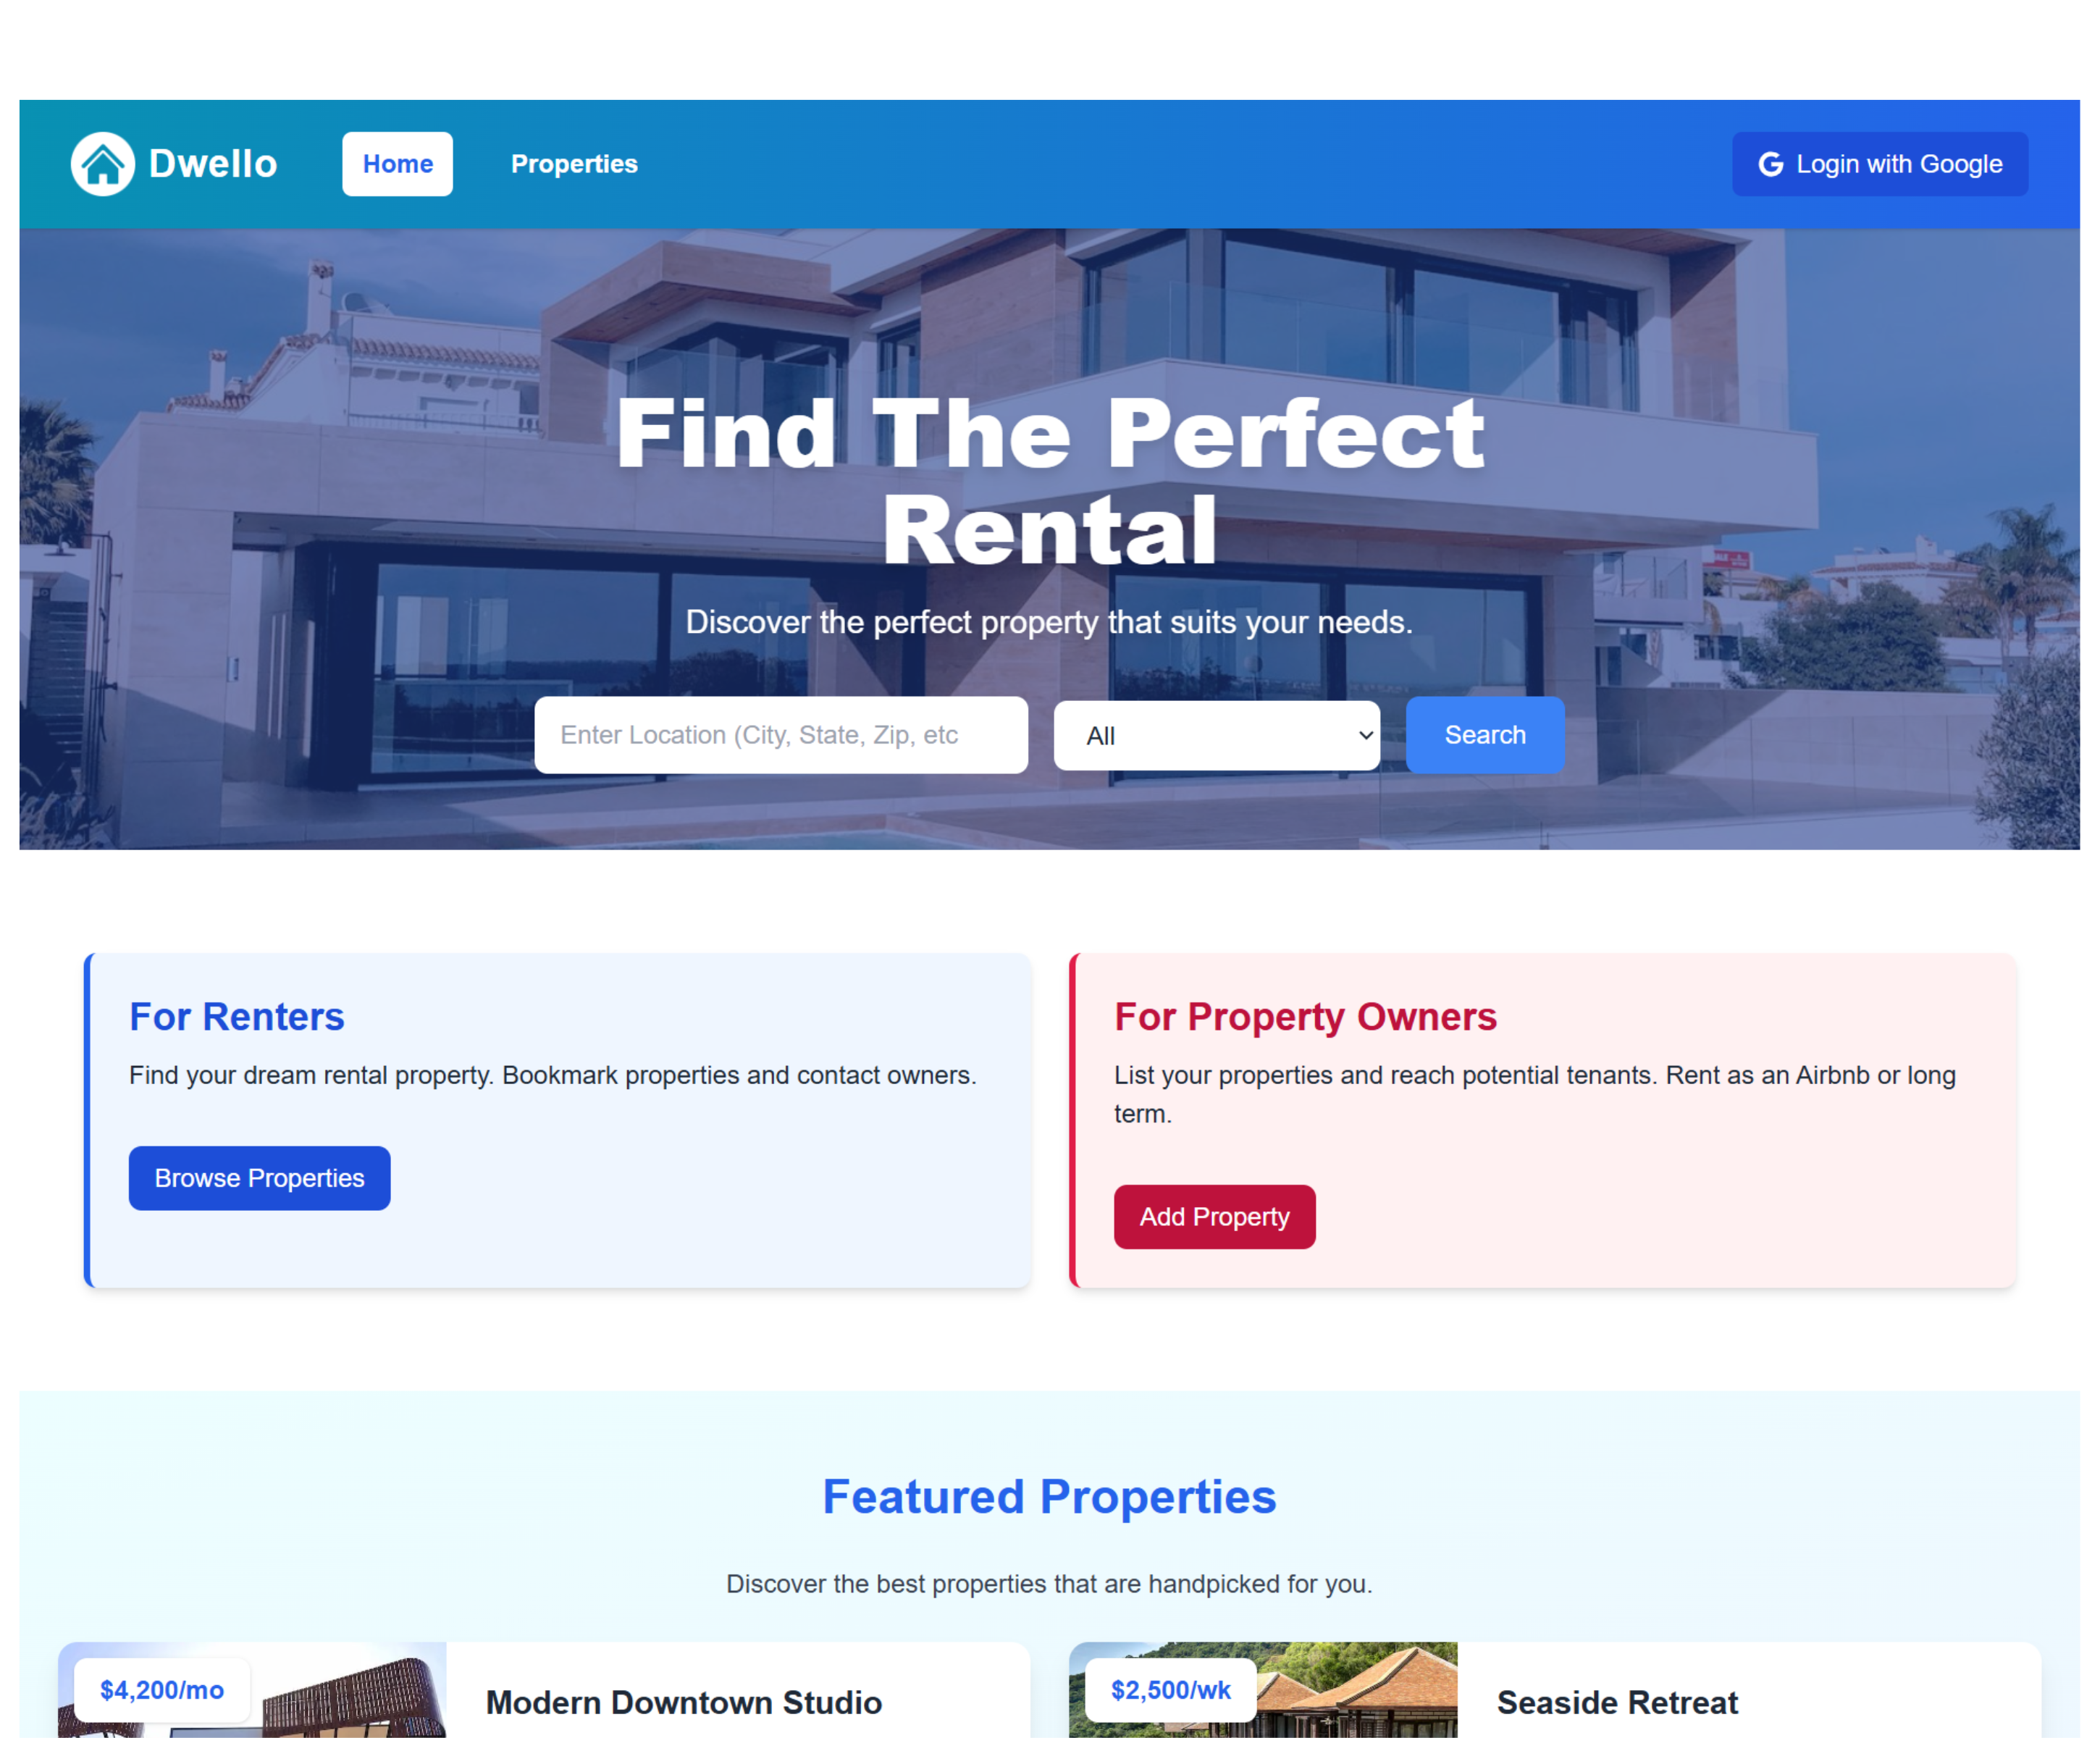 Dwello
Home
Properties
Login with Google
Find The Perfect
Rental
Discover the perfect property that suits your needs.
Enter Location (City, State, Zip, etc
All
Search
For Renters
Find your dream rental property. Bookmark properties and contact owners.
Browse Properties
For Property Owners
List your properties and reach potential tenants. Rent as an Airbnb or long
term.
Add Property
Featured Properties
Discover the best properties that are handpicked for you.
$4,200/mo
Modern Downtown Studio
$2,500/wk
Seaside Retreat